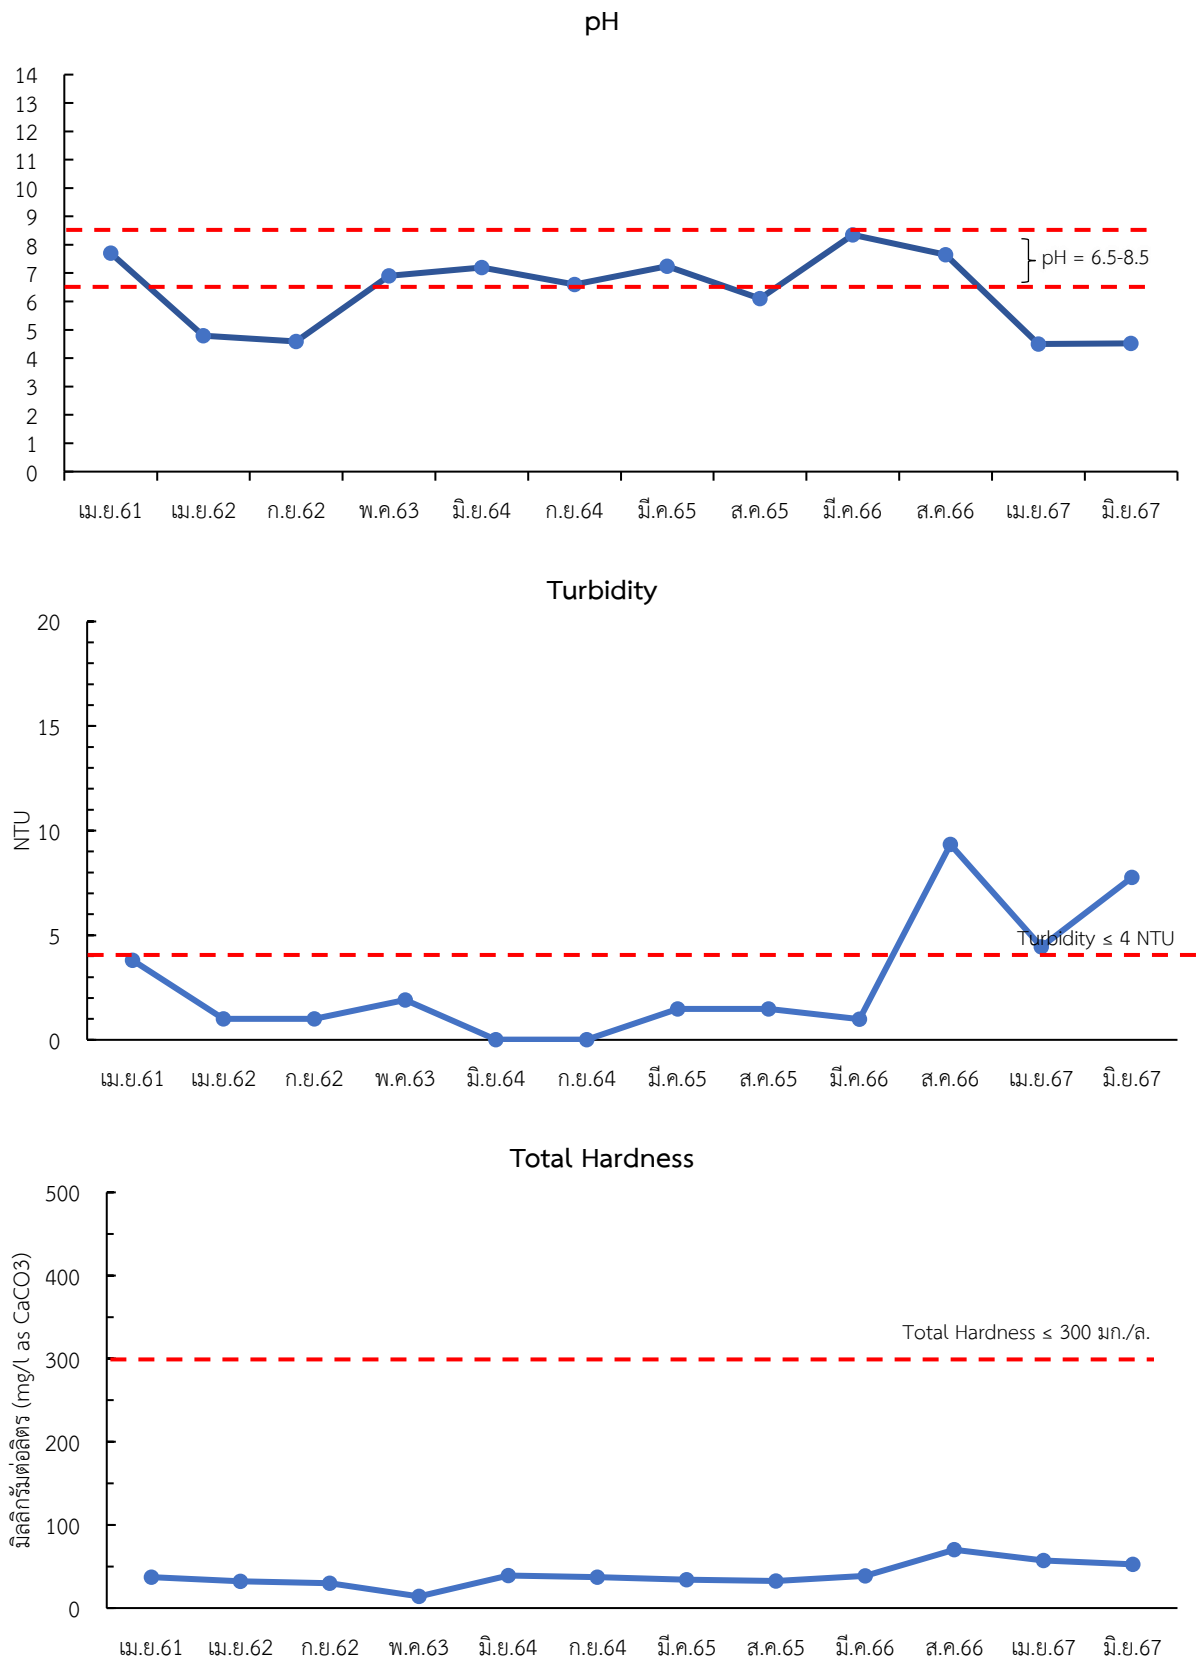 pH
14
13
12
11
10
9
8
7
6
5
4
3
2
1
0
pH = 6.5-8.5
เม.ย.61 เม.ย.62 ก.ย.62 พ.ค.63 มิ.ย.64 ก.ย.64 มี.ค.65 ส.ค.65 มี.ค.66 ส.ค.66 เม.ย.67 มิ.ย.67
Turbidity
NTU
20
15
10
5
0
Turbidity ≤ 4 NTU
เม.ย.61 เม.ย.62 ก.ย.62 พ.ค.63 มิ.ย.64 ก.ย.64 มี.ค.65 ส.ค.65 มี.ค.66 ส.ค.66 เม.ย.67 มิ.ย.67
Total Hardness
มิลลิกรัมต่อลิตร (mg/l as CaCO3)
500
400
300
200
100
0
Total Hardness ≤ 300 มก./ล.
เม.ย.61 เม.ย.62 ก.ย.62 พ.ค.63 มิ.ย.64 ก.ย.64 มี.ค.65 ส.ค.65 มี.ค.66 ส.ค.66 เม.ย.67 มิ.ย.67